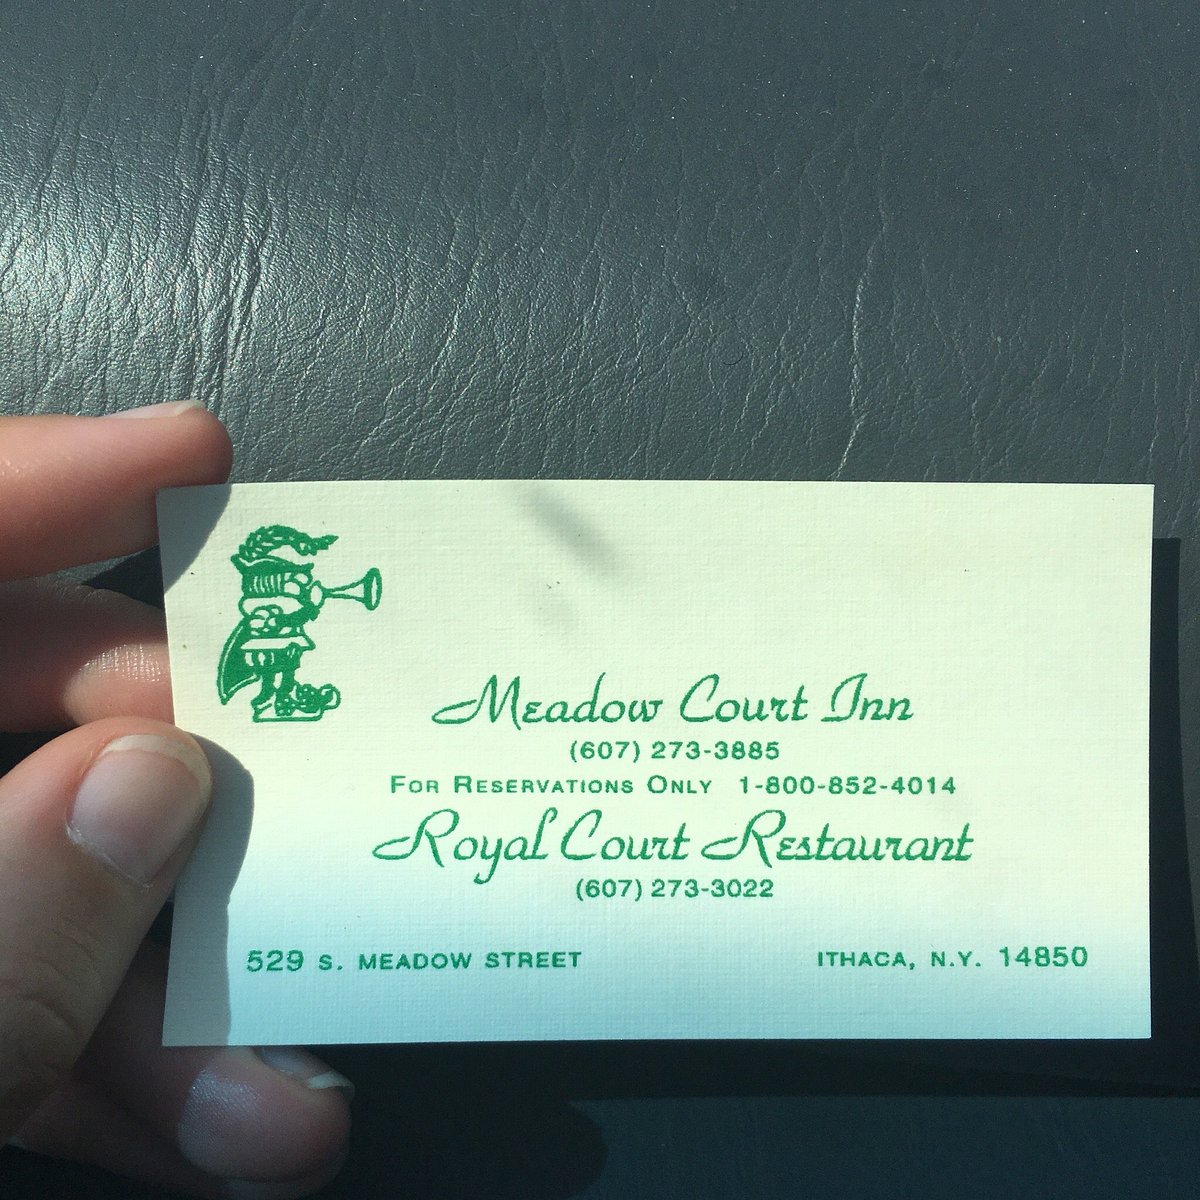 Meadow Court Inn
(607) 273-3885
For Reservations Only 1-800-852-4014
Royal Court Restaurant
(607) 273-3022
529 S. MEADOW STREET ITHACA, N.Y. 14850